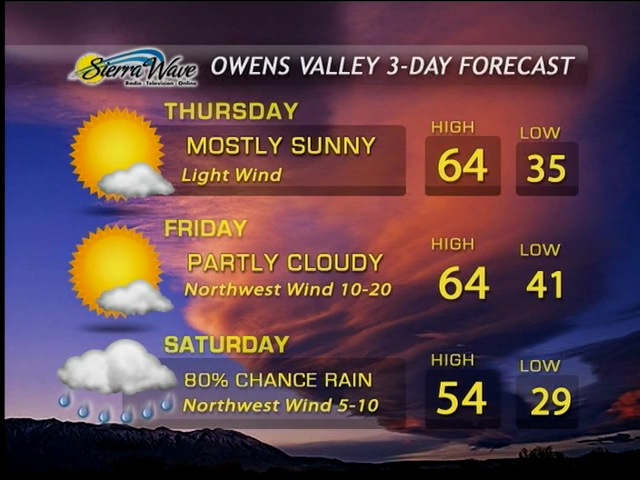 Sierra Wave
Radio • Television • Online
OWENS VALLEY 3-DAY FORECAST
THURSDAY
MOSTLY SUNNY
Light Wind
HIGH
64
LOW
35
FRIDAY
PARTLY CLOUDY
Northwest Wind 10-20
HIGH
64
LOW
41
SATURDAY
80% CHANCE RAIN
Northwest Wind 5-10
HIGH
54
LOW
29